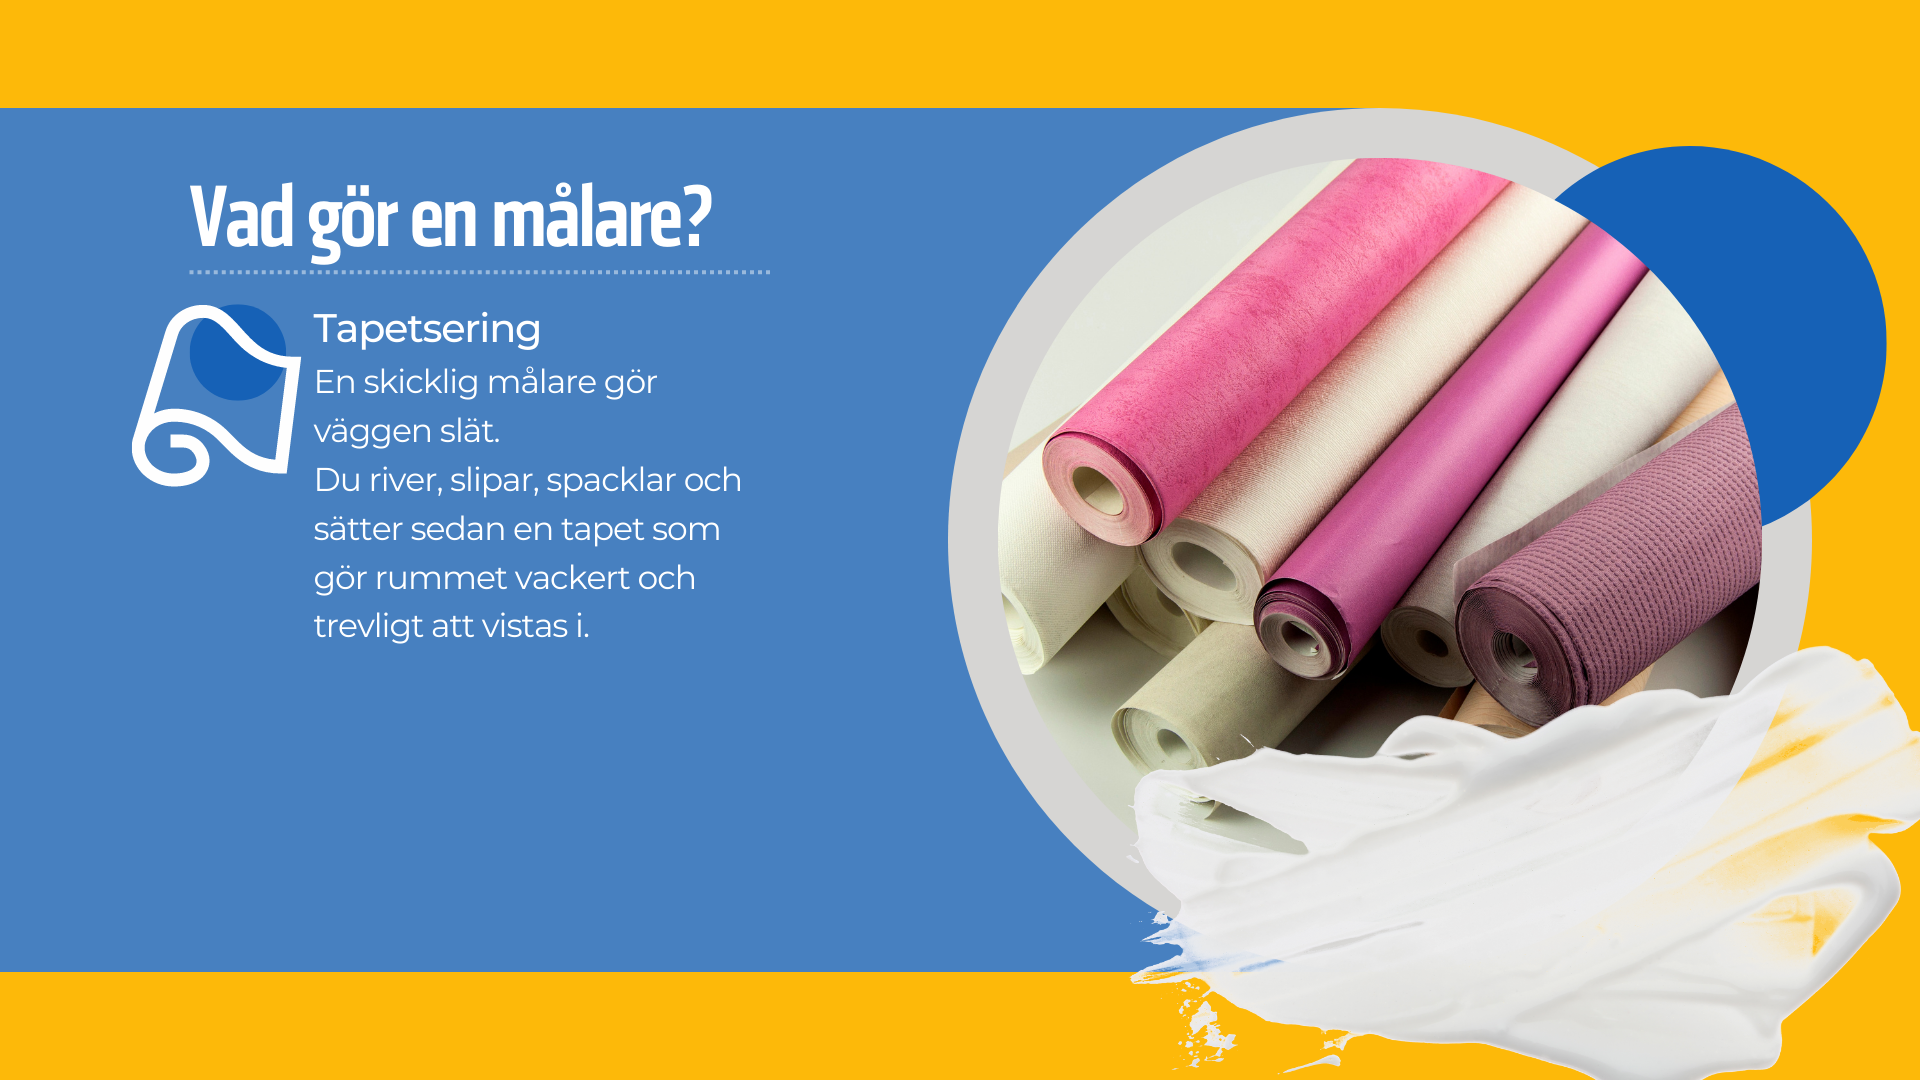 Vad gör en målare?
Tapetsering
En skicklig målare gör
väggen slät.
Du river, slipar, spacklar och
sätter sedan en tapet som
gör rummet vackert och
trevligt att vistas i.